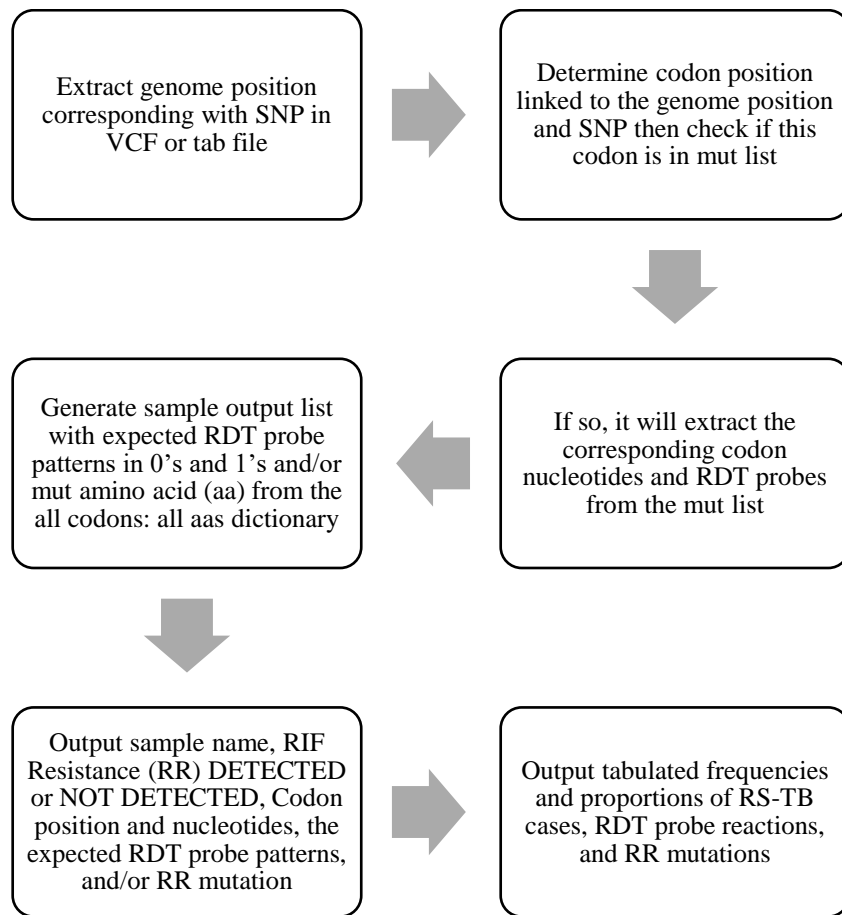 Extract genome position
corresponding with SNP in
VCF or tab file
Determine codon position
linked to the genome position
and SNP then check if this
codon is in mut list
If so, it will extract the
corresponding codon
nucleotides and RDT probes
from the mut list
Generate sample output list
with expected RDT probe
patterns in 0’s and 1’s and/or
mut amino acid (aa) from the
all codons: all aas dictionary
Output sample name, RIF
Resistance (RR) DETECTED
or NOT DETECTED, Codon
position and nucleotides, the
expected RDT probe patterns,
and/or RR mutation
Output tabulated frequencies
and proportions of RS-TB
cases, RDT probe reactions,
and RR mutations